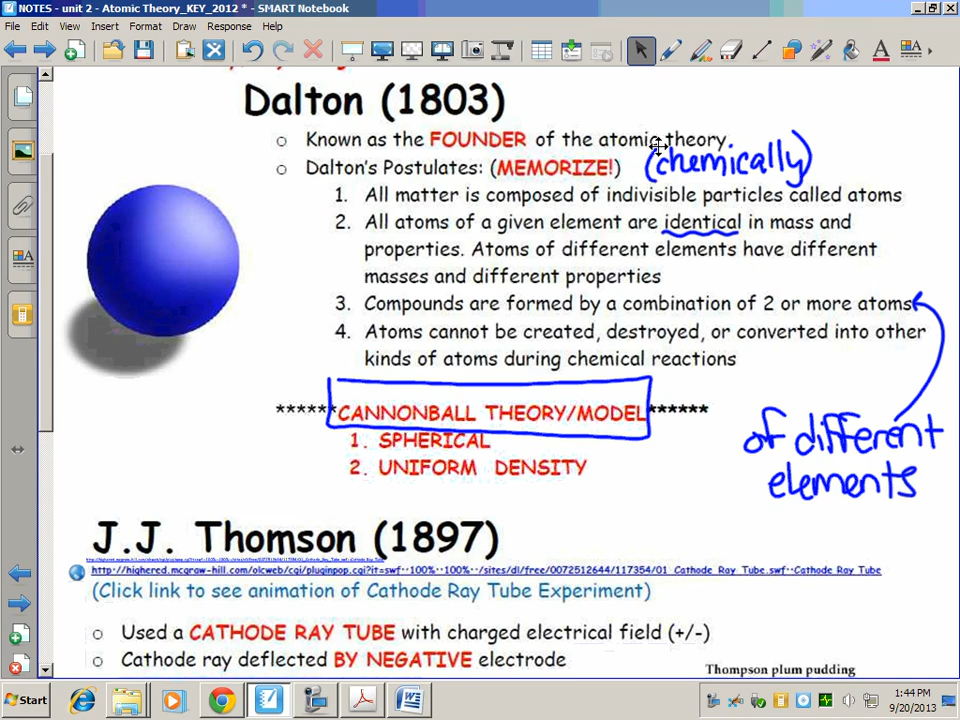 NOTES - unit 2 - Atomic Theory_KEY_2012 * - SMART Notebook
File Edit View Insert Format Draw Response Help
Dalton (1803)
o Known as the FOUNDER of the atomic theory.
o Dalton's Postulates: (MEMORIZE!) (chemically)
1. All matter is composed of indivisible particles called atoms
2. All atoms of a given element are identical in mass and
properties. Atoms of different elements have different
masses and different properties
3. Compounds are formed by a combination of 2 or more atoms
4. Atoms cannot be created, destroyed, or converted into other
kinds of atoms during chemical reactions
******CANNONBALL THEORY/MODEL******
1. SPHERICAL
2. UNIFORM DENSITY
of different
elements
J.J. Thomson (1897)
http://highered.mcgraw-hill.com/olcweb/cgi/pluginpop.cgi?it=swf::100%::100%::/sites/dl/free/0072512644/117354/01_Cathode_Ray_Tube.swf::Cathode Ray Tube
(Click link to see animation of Cathode Ray Tube Experiment)
o Used a CATHODE RAY TUBE with charged electrical field (+/-)
o Cathode ray deflected BY NEGATIVE electrode
Thompson plum pudding
Start
1:44 PM
9/20/2013